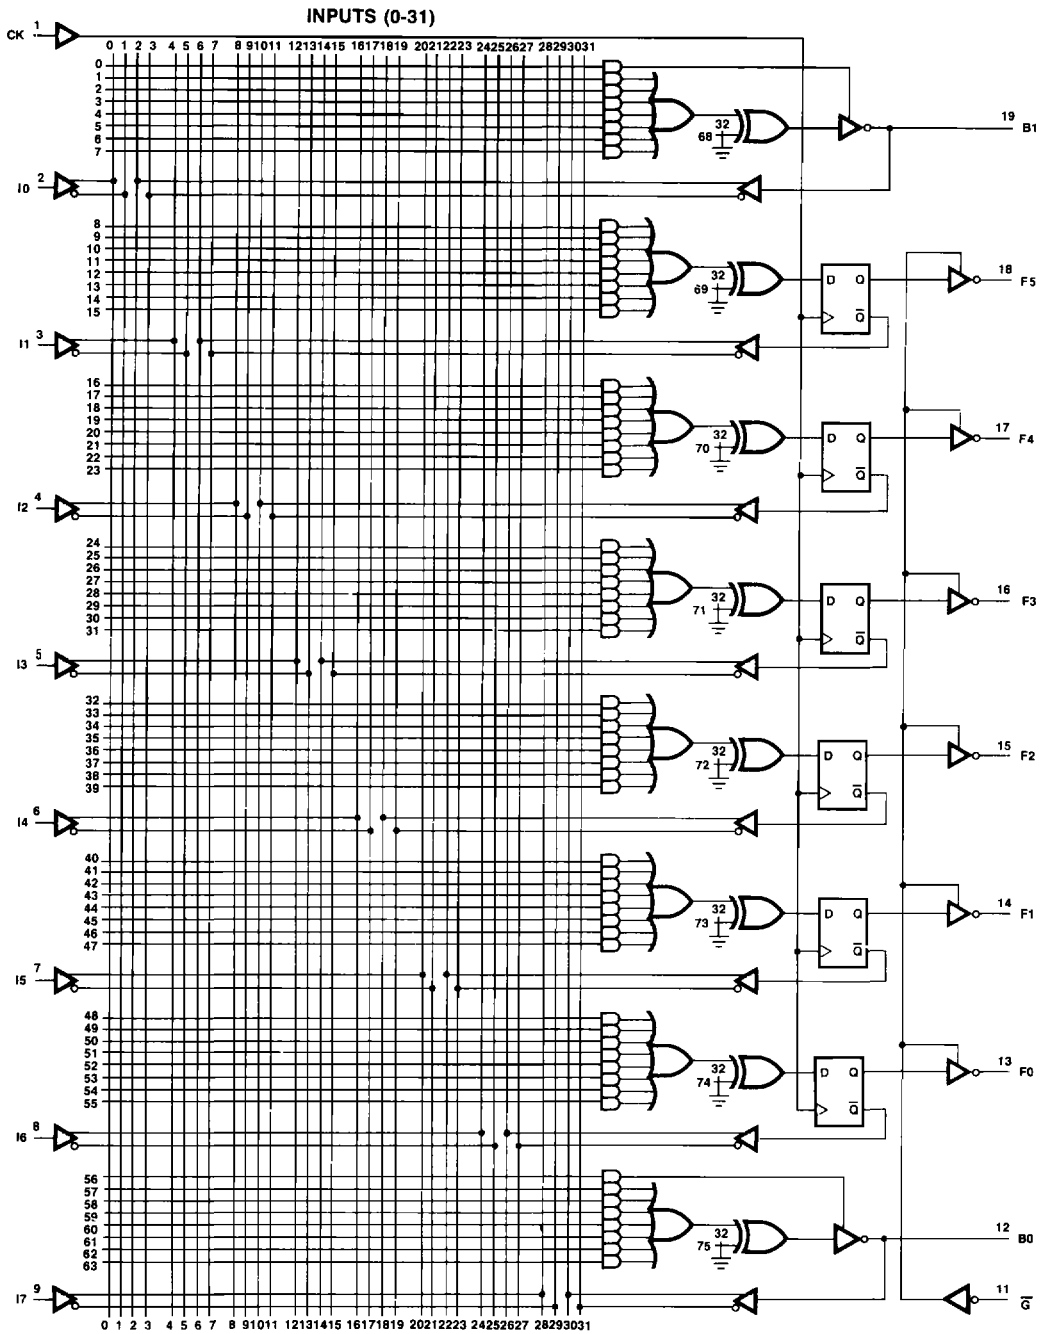 INPUTS (0-31)
CK 1
0 1 2 3 4 5 6 7 8 9 10 11 12 13 14 15 16 17 18 19 20 21 22 23 24 25 26 27 28 29 30 31
0
1
2
3
4
5
6
7
32
68
19 B1
I0 2
8
9
10
11
12
13
14
15
32
69
D Q
Q̅
18 F5
I1 3
16
17
18
19
20
21
22
23
32
70
D Q
Q̅
17 F4
I2 4
24
25
26
27
28
29
30
31
32
71
D Q
Q̅
16 F3
I3 5
32
33
34
35
36
37
38
39
32
72
D Q
Q̅
15 F2
I4 6
40
41
42
43
44
45
46
47
32
73
D Q
Q̅
14 F1
I5 7
48
49
50
51
52
53
54
55
32
74
D Q
Q̅
13 F0
I6 8
56
57
58
59
60
61
62
63
32
75
12 B0
I7 9
11 G̅
0 1 2 3 4 5 6 7 8 9 10 11 12 13 14 15 16 17 18 19 20 21 22 23 24 25 26 27 28 29 30 31